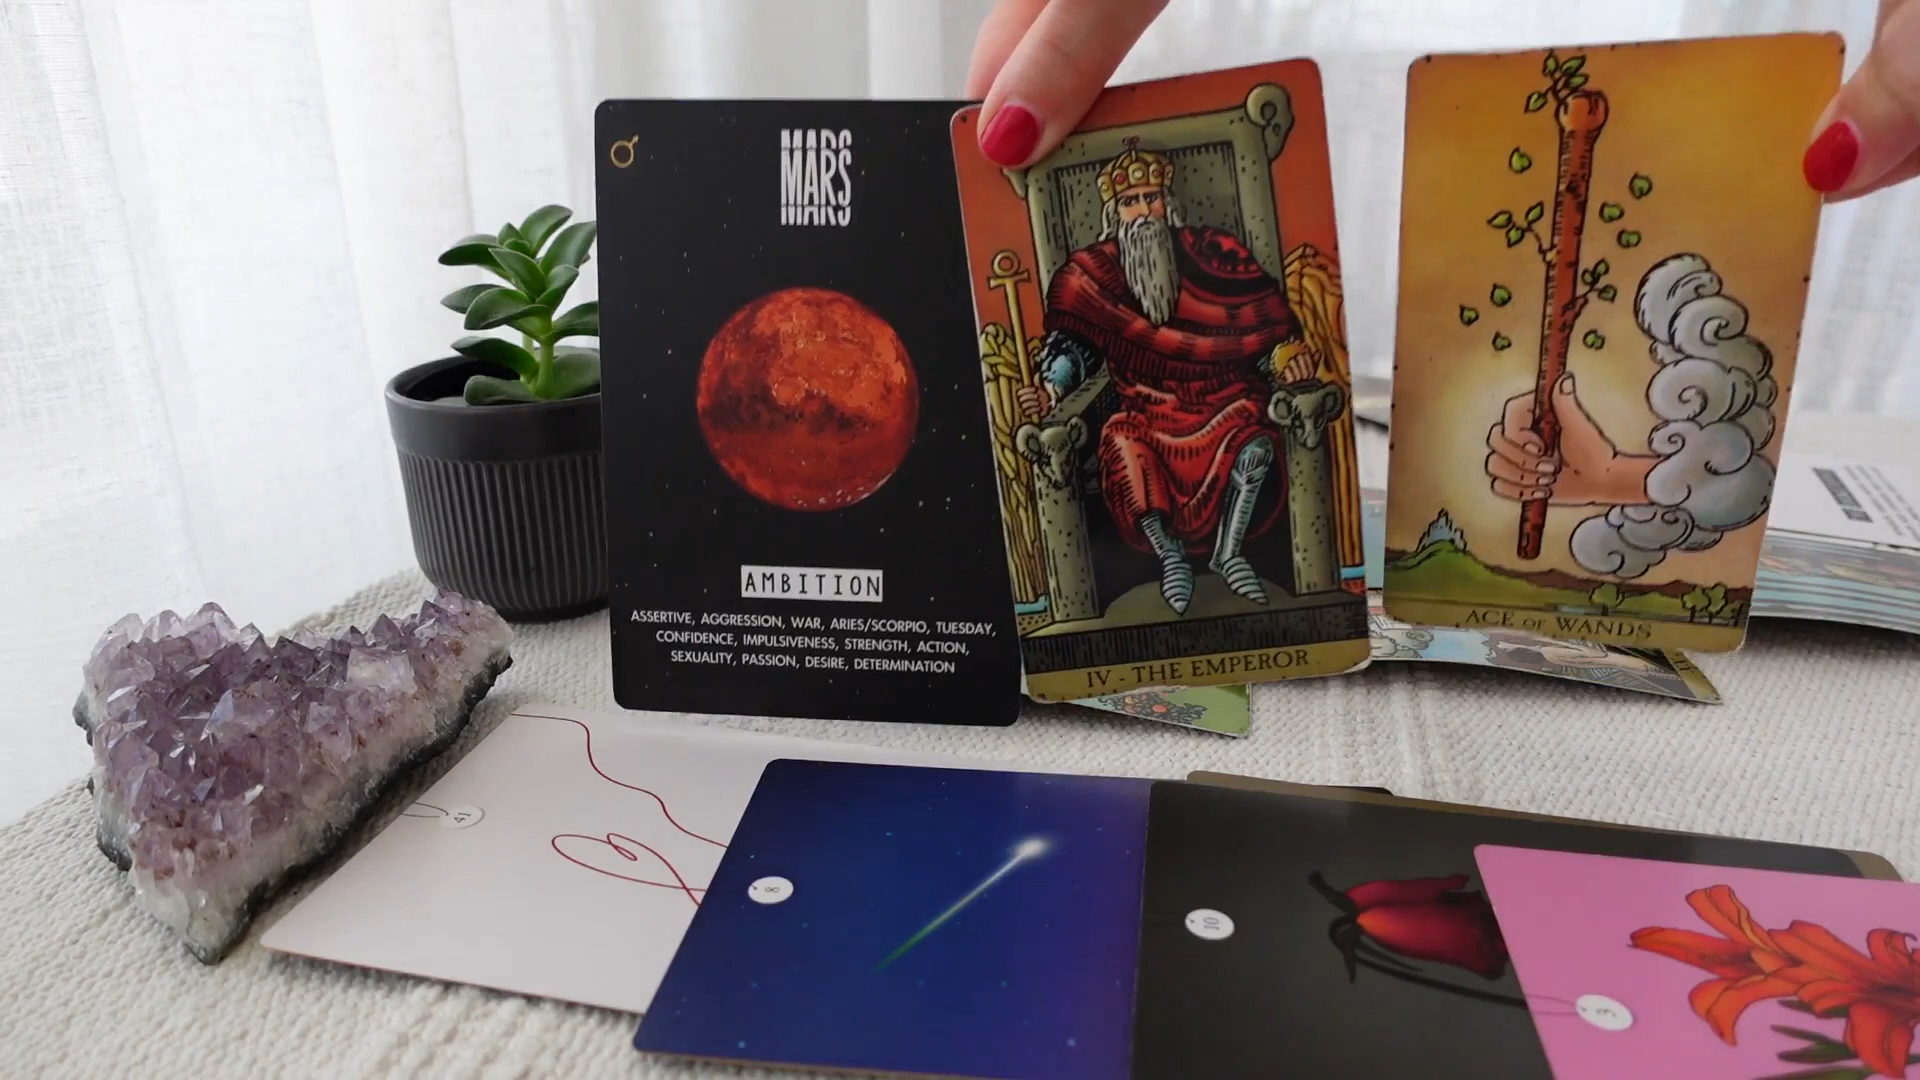 MARS
AMBITION
ASSERTIVE, AGGRESSION, WAR, ARIES/SCORPIO, TUESDAY,
CONFIDENCE, IMPULSIVENESS, STRENGTH, ACTION,
SEXUALITY, PASSION, DESIRE, DETERMINATION
IV - THE EMPEROR
ACE OF WANDS
41
8
10